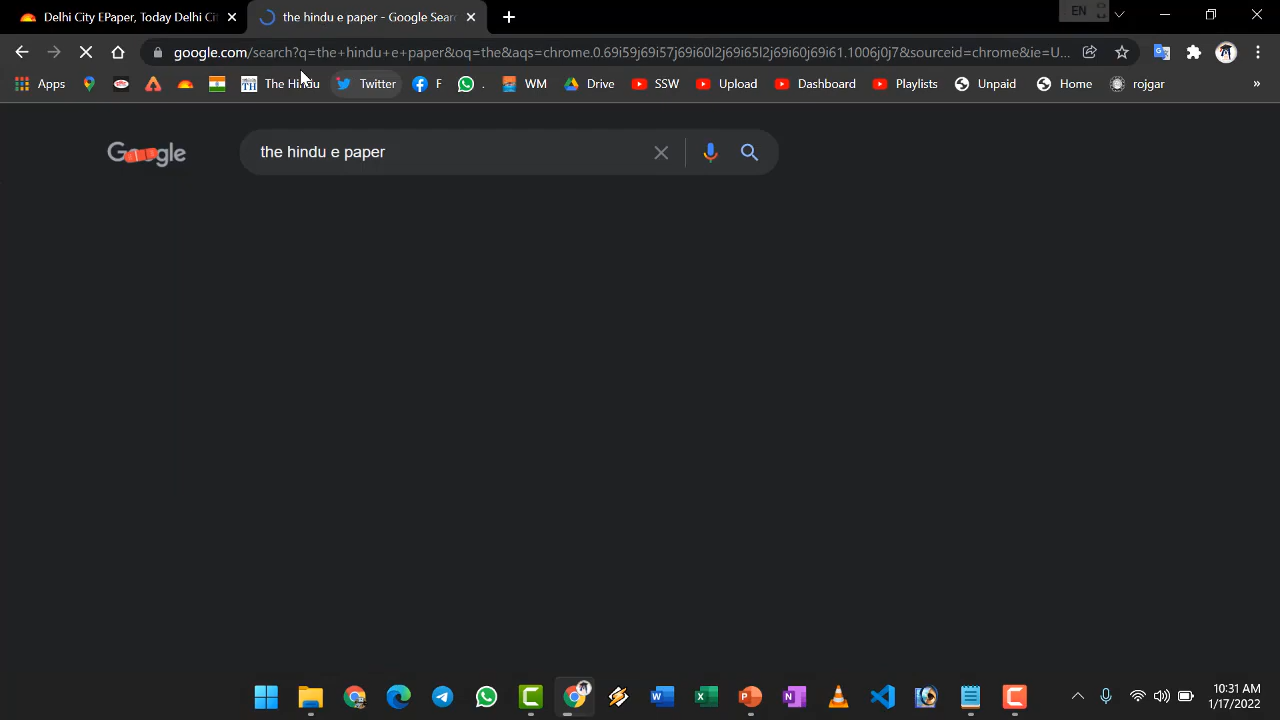 Delhi City EPaper, Today Delhi Ci
the hindu e paper - Google Sear
EN
google.com/search?q=the+hindu+e+paper&oq=the&aqs=chrome.0.69i59j69i57j69i60l2j69i65l2j69i60j69i61.1006j0j7&sourceid=chrome&ie=U...
Apps
TH The Hindu
Twitter
F
.
WM
Drive
SSW
Upload
Dashboard
Playlists
Unpaid
Home
rojgar
»
Google
the hindu e paper
10:31 AM
1/17/2022